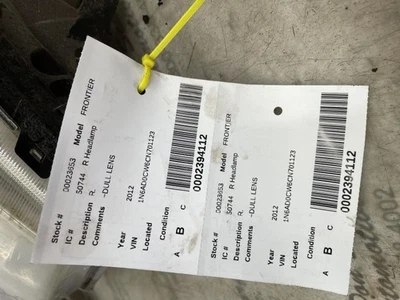 Stock # 00023653 Model FRONTIER
IC # 50744 R Headlamp
Description R.
Comments ~DULL LENS
Year 2012
VIN 1N6AD0CW6CN701123
Located
Condition
A B C
0002394112
00023653 Model FRONTIER
Stock #
50744 R Headlamp
IC #
Description R.
Comments ~DULL LENS
Year 2012
VIN 1N6AD0CW6CN701123
Located
Condition
A B C
0002394112